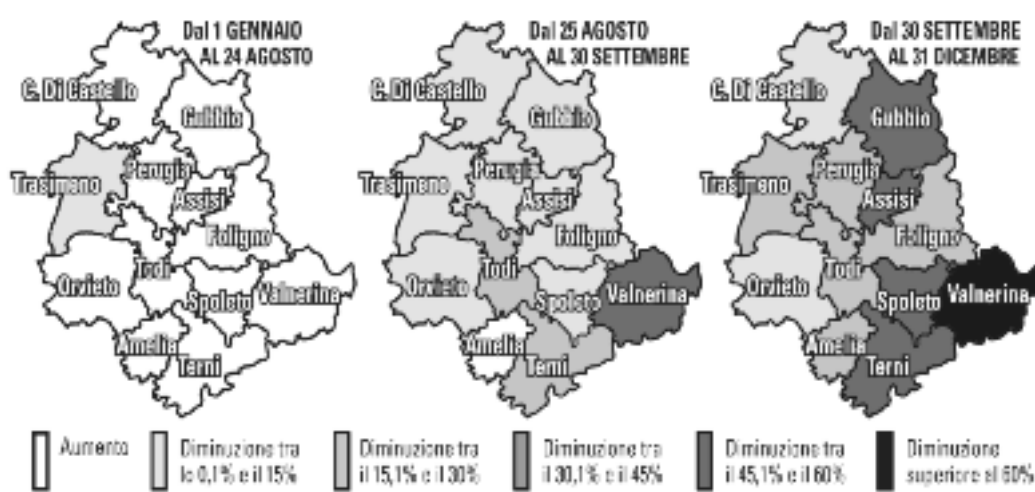 Dal 1 GENNAIO
AL 24 AGOSTO
C. Di Castello
Gubbio
Perugia
Trasimeno
Assisi
Foligno
Todi
Orvieto
Spoleto
Valnerina
Amelia
Terni
Dal 25 AGOSTO
AL 30 SETTEMBRE
C. Di Castello
Gubbio
Perugia
Trasimeno
Assisi
Foligno
Todi
Orvieto
Spoleto
Valnerina
Amelia
Terni
Dal 30 SETTEMBRE
AL 31 DICEMBRE
C. Di Castello
Gubbio
Perugia
Trasimeno
Assisi
Foligno
Todi
Orvieto
Spoleto
Valnerina
Amelia
Terni
Aumento
Diminuzione tra
lo 0,1% e il 15%
Diminuzione tra
il 15,1% e il 30%
Diminuzione tra
il 30,1% e il 45%
Diminuzione tra
il 45,1% e il 60%
Diminuzione
superiore al 60%